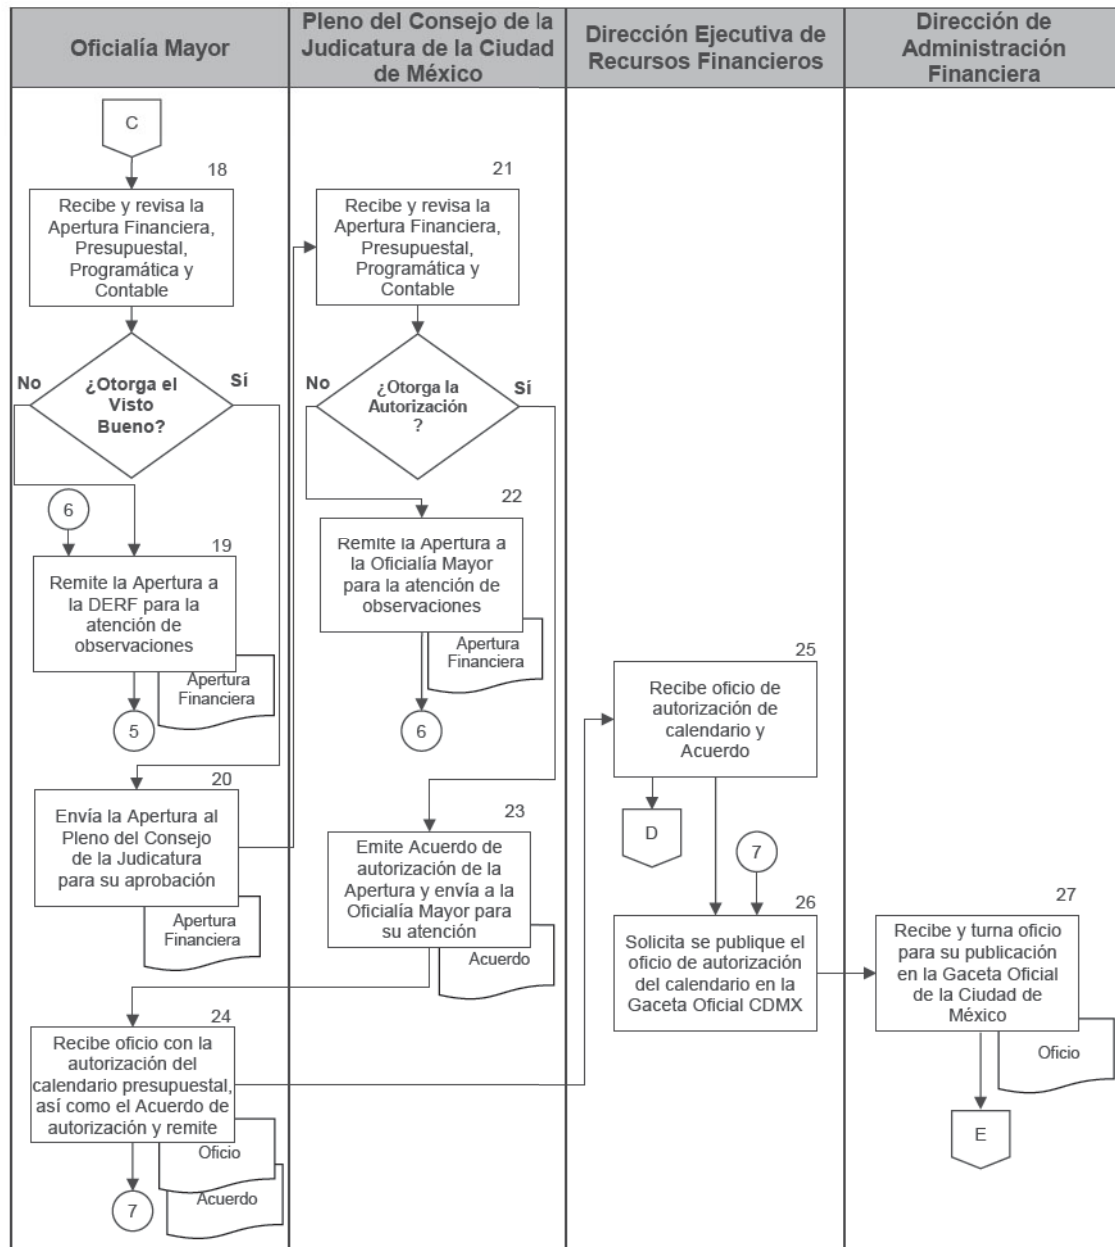 Oficialía Mayor
Pleno del Consejo de la
Judicatura de la Ciudad
de México
Dirección Ejecutiva de
Recursos Financieros
Dirección de
Administración
Financiera
C
18
Recibe y revisa la
Apertura Financiera,
Presupuestal,
Programática y
Contable
No
¿Otorga el
Visto
Bueno?
Sí
6
19
Remite la Apertura a
la DERF para la
atención de
observaciones
Apertura
Financiera
5
20
Envía la Apertura al
Pleno del Consejo
de la Judicatura
para su aprobación
Apertura
Financiera
21
Recibe y revisa la
Apertura Financiera,
Presupuestal,
Programática y
Contable
No
¿Otorga la
Autorización
?
Sí
22
Remite la Apertura a
la Oficialía Mayor
para la atención de
observaciones
Apertura
Financiera
6
23
Emite Acuerdo de
autorización de la
Apertura y envía a la
Oficialía Mayor para
su atención
Acuerdo
24
Recibe oficio con la
autorización del
calendario presupuestal,
así como el Acuerdo de
autorización y remite
Oficio
Acuerdo
7
25
Recibe oficio de
autorización de
calendario y
Acuerdo
D
7
26
Solicita se publique el
oficio de autorización
del calendario en la
Gaceta Oficial CDMX
27
Recibe y turna oficio
para su publicación
en la Gaceta Oficial
de la Ciudad de
México
Oficio
E